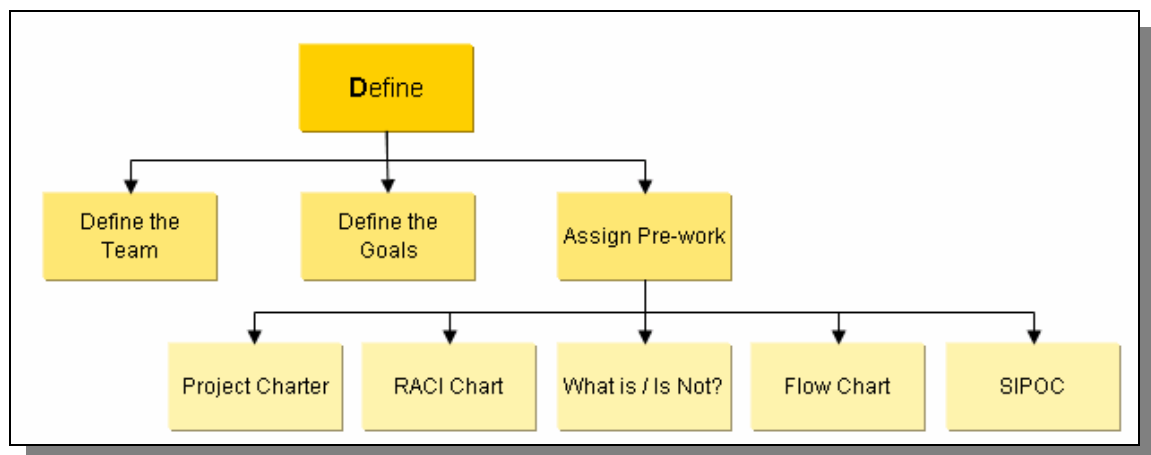 Define
Define the
Team
Define the
Goals
Assign Pre-work
Project Charter
RACI Chart
What is / Is Not?
Flow Chart
SIPOC